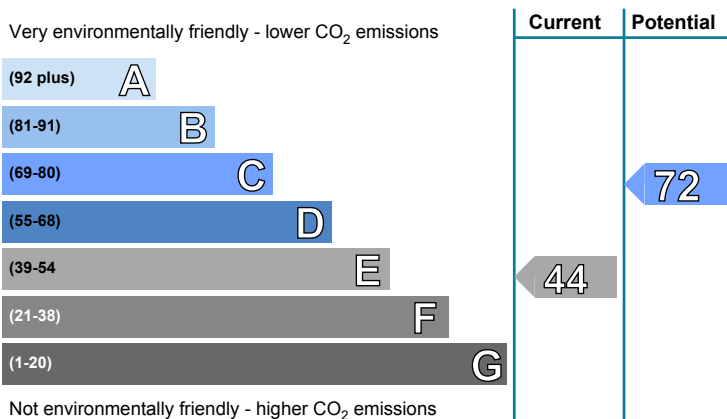 Current Potential
Very environmentally friendly - lower CO2 emissions
(92 plus) A
(81-91) B
(69-80) C
72
(55-68) D
(39-54 E
44
(21-38) F
(1-20) G
Not environmentally friendly - higher CO2 emissions